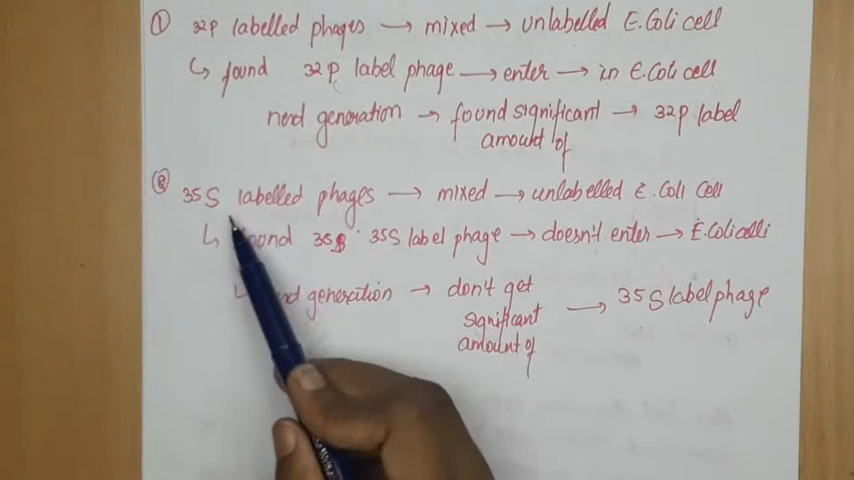 ① 32P labelled phages → mixed → unlabelled E.Coli cell
↳ found 32P label phage → enter → in E.Coli cell
next generation → found significant → 32P label
amount of
② 35S labelled phages → mixed → unlabelled E.Coli Cell
↳ 35S label phage → doesn't enter → E.Coli cell
generation → don't get
significant → 35S label phage
amount of